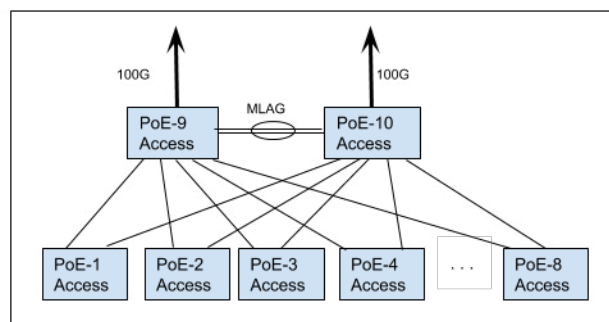 100G
100G
MLAG
PoE-9
Access
PoE-10
Access
PoE-1
Access
PoE-2
Access
PoE-3
Access
PoE-4
Access
. . .
PoE-8
Access